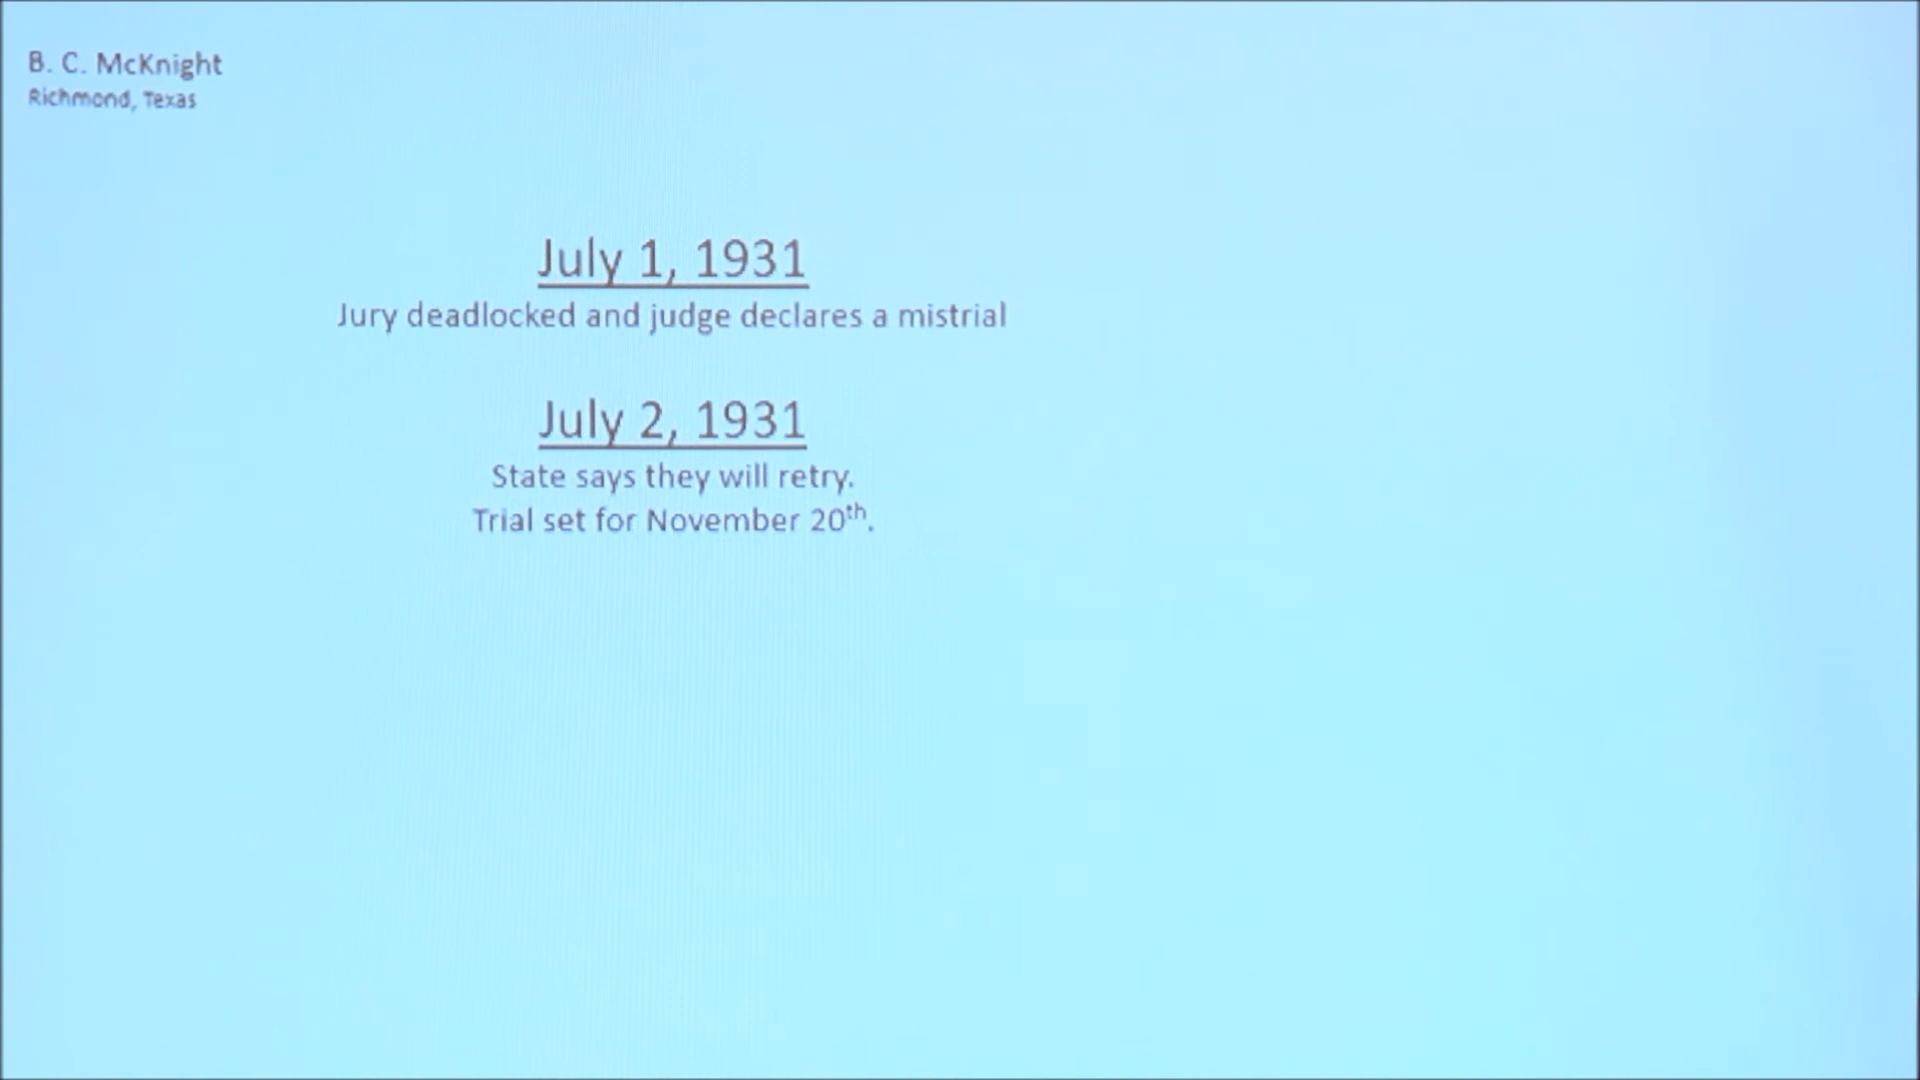 B. C. McKnight
Richmond, Texas
July 1, 1931
Jury deadlocked and judge declares a mistrial
July 2, 1931
State says they will retry.
Trial set for November 20th.